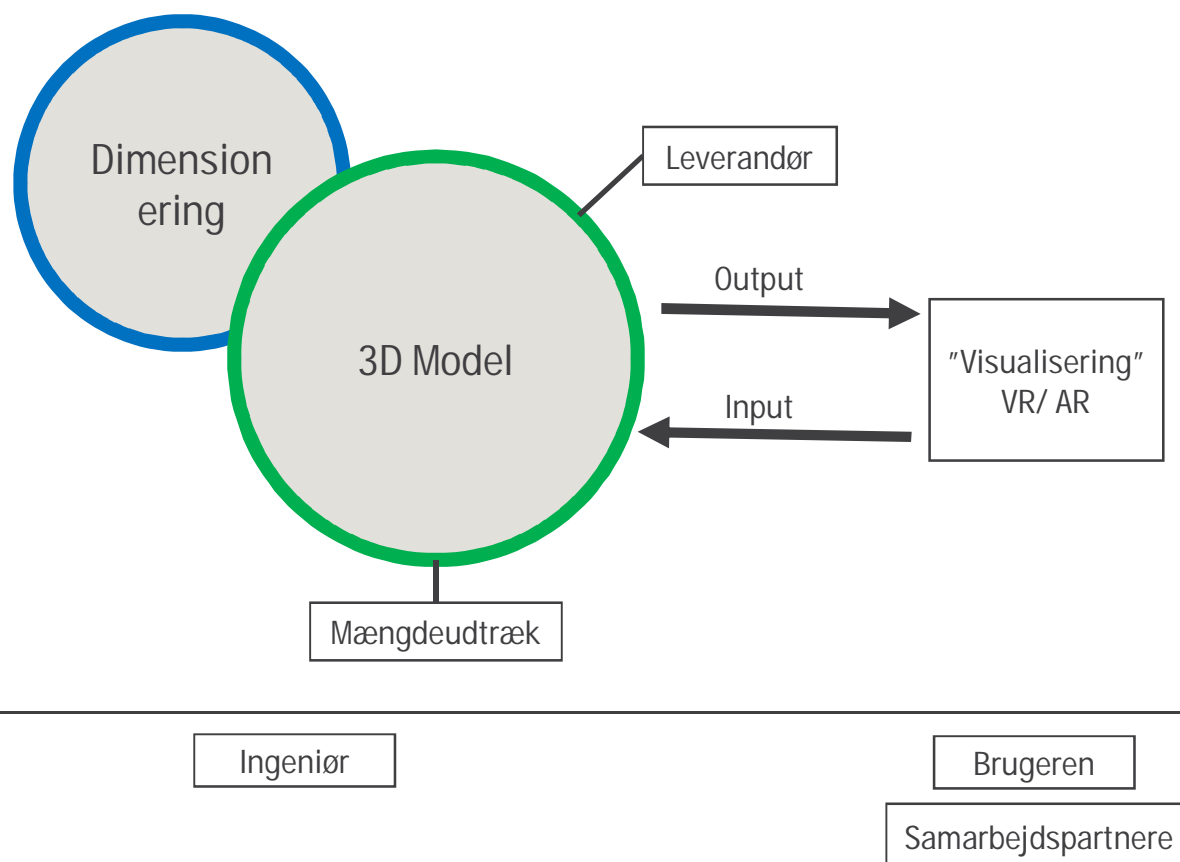 Dimension
ering
Leverandør
Output
3D Model
"Visualisering"
VR/ AR
Input
Mængdeudtræk
Ingeniør
Brugeren
Samarbejdspartnere